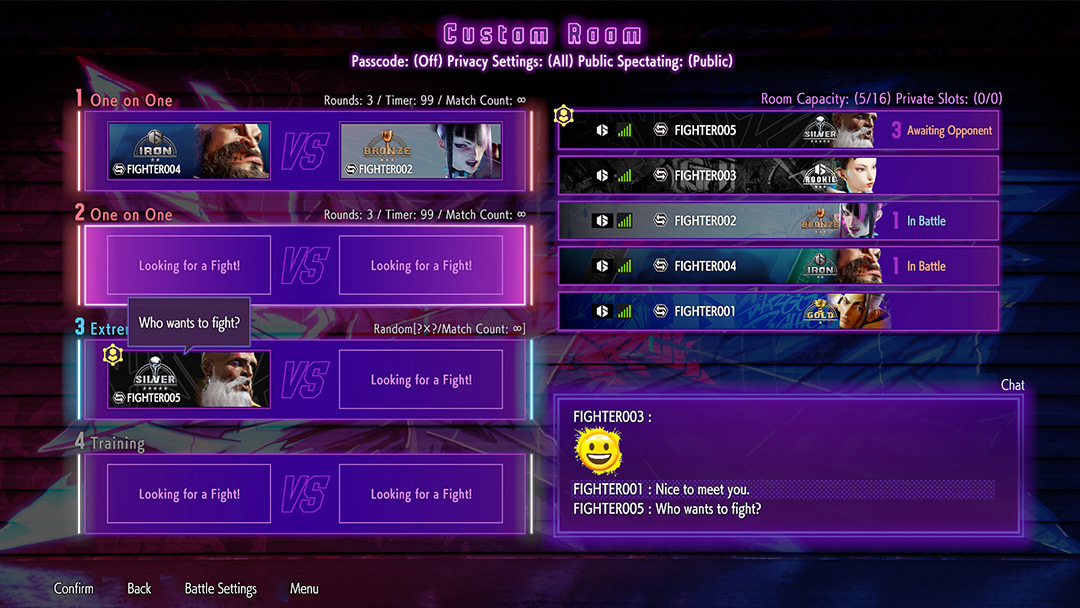 Custom Room
Passcode: (Off) Privacy Settings: (All) Public Spectating: (Public)
1 One on One
Rounds: 3 / Timer: 99 / Match Count: ∞
IRON
FIGHTER004
VS
BRONZE
FIGHTER002
2 One on One
Rounds: 3 / Timer: 99 / Match Count: ∞
Looking for a Fight!
VS
Looking for a Fight!
Who wants to fight?
3 Extrem
Random[?×?/Match Count: ∞]
SILVER
FIGHTER005
VS
Looking for a Fight!
4 Training
Looking for a Fight!
VS
Looking for a Fight!
Room Capacity: (5/16) Private Slots: (0/0)
FIGHTER005 SILVER 3 Awaiting Opponent
FIGHTER003 ROOKIE
FIGHTER002 BRONZE 1 In Battle
FIGHTER004 IRON 1 In Battle
FIGHTER001 GOLD
Chat
FIGHTER003 :
FIGHTER001 : Nice to meet you.
FIGHTER005 : Who wants to fight?
Confirm Back Battle Settings Menu